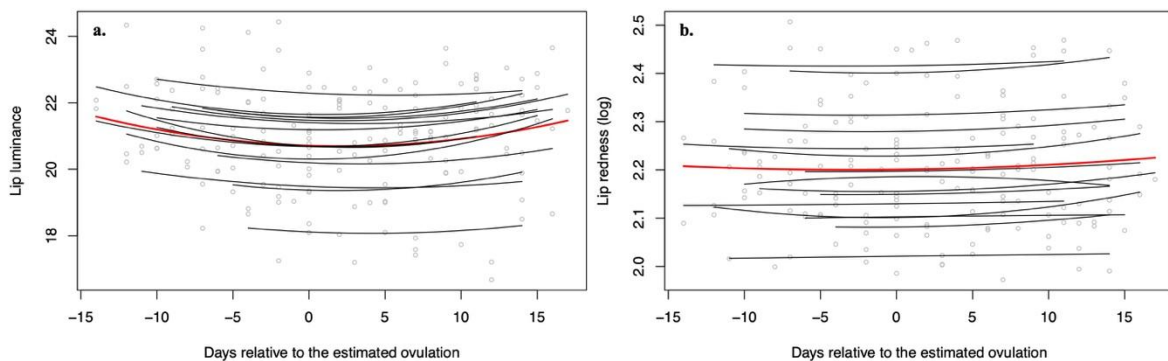 a.
Lip luminance
24
22
20
18
−15 −10 −5 0 5 10 15
Days relative to the estimated ovulation
b.
Lip redness (log)
2.5
2.4
2.3
2.2
2.1
2.0
−15 −10 −5 0 5 10 15
Days relative to the estimated ovulation